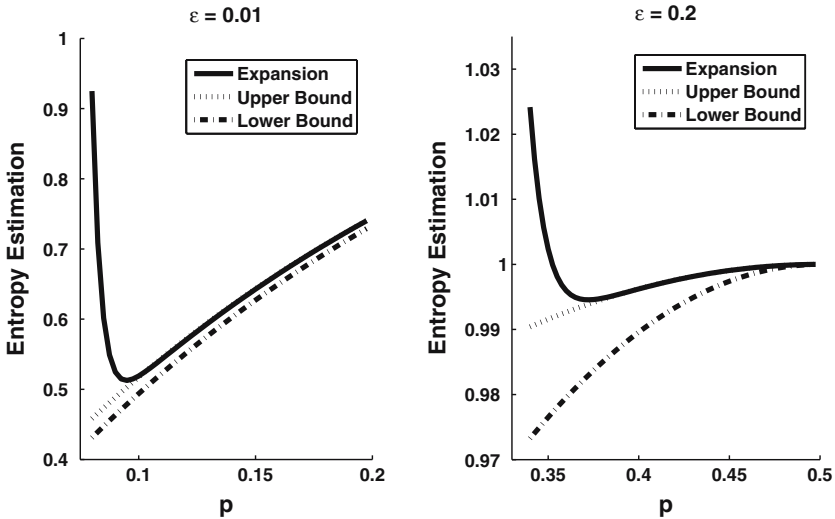 ε = 0.01
Entropy Estimation
1
0.9
0.8
0.7
0.6
0.5
0.4
Expansion
Upper Bound
Lower Bound
0.1
0.15
0.2
p
ε = 0.2
Entropy Estimation
1.03
1.02
1.01
1
0.99
0.98
0.97
Expansion
Upper Bound
Lower Bound
0.35
0.4
0.45
0.5
p